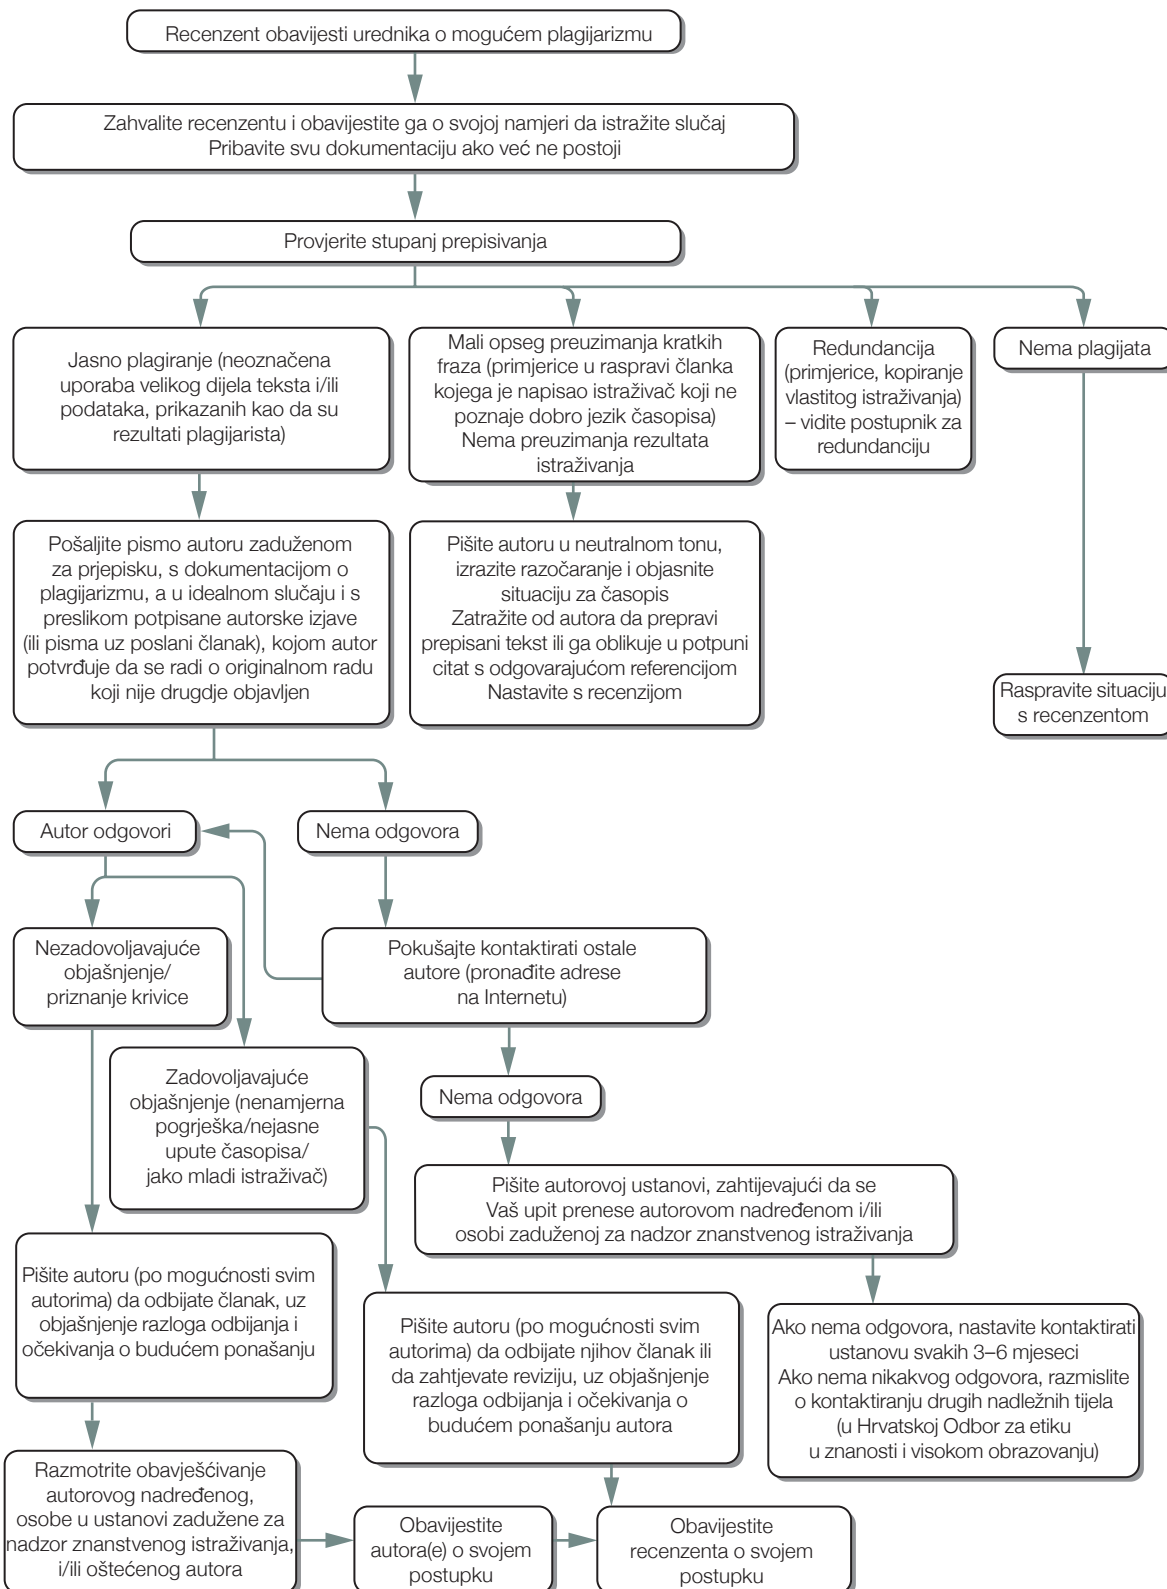 Recenzent obavijesti urednika o mogućem plagijarizmu
Zahvalite recenzentu i obavijestite ga o svojoj namjeri da istražite slučaj
Pribavite svu dokumentaciju ako već ne postoji
Provjerite stupanj prepisivanja
Jasno plagiranje (neoznačena
uporaba velikog dijela teksta i/ili
podataka, prikazanih kao da su
rezultati plagijarista)
Mali opseg preuzimanja kratkih
fraza (primjerice u raspravi članka
kojega je napisao istraživač koji ne
poznaje dobro jezik časopisa)
Nema preuzimanja rezultata
istraživanja
Redundancija
(primjerice, kopiranje
vlastitog istraživanja)
– vidite postupnik za
redundanciju
Nema plagijata
Pošaljite pismo autoru zaduženom
za prjepisku, s dokumentacijom o
plagijarizmu, a u idealnom slučaju i s
preslikom potpisane autorske izjave
(ili pisma uz poslani članak), kojom autor
potvrđuje da se radi o originalnom radu
koji nije drugdje objavljen
Pišite autoru u neutralnom tonu,
izrazite razočaranje i objasnite
situaciju za časopis
Zatražite od autora da prepravi
prepisani tekst ili ga oblikuje u potpuni
citat s odgovarajućom referencijom
Nastavite s recenzijom
Raspravite situaciju
s recenzentom
Autor odgovori
Nema odgovora
Nezadovoljavajuće
objašnjenje/
priznanje krivice
Pokušajte kontaktirati ostale
autore (pronađite adrese
na Internetu)
Zadovoljavajuće
objašnjenje (nenamjerna
pogrješka/nejasne
upute časopisa/
jako mladi istraživač)
Nema odgovora
Pišite autorovoj ustanovi, zahtijevajući da se
Vaš upit prenese autorovom nadređenom i/ili
osobi zaduženoj za nadzor znanstvenog istraživanja
Pišite autoru (po mogućnosti svim
autorima) da odbijate članak, uz
objašnjenje razloga odbijanja i
očekivanja o budućem ponašanju
Pišite autoru (po mogućnosti svim
autorima) da odbijate njihov članak ili
da zahtjevate reviziju, uz objašnjenje
razloga odbijanja i očekivanja o
budućem ponašanju autora
Ako nema odgovora, nastavite kontaktirati
ustanovu svakih 3–6 mjeseci
Ako nema nikakvog odgovora, razmislite
o kontaktiranju drugih nadležnih tijela
(u Hrvatskoj Odbor za etiku
u znanosti i visokom obrazovanju)
Razmotrite obavješćivanje
autorovog nadređenog,
osobe u ustanovi zadužene za
nadzor znanstvenog istraživanja,
i/ili oštećenog autora
Obavijestite
autora(e) o svojem
postupku
Obavijestite
recenzenta o svojem
postupku